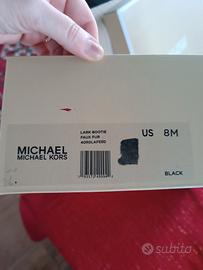 LARK BOOTIE
FAUX FUR
US 8M
MICHAEL
MICHAEL KORS
BLACK
subito